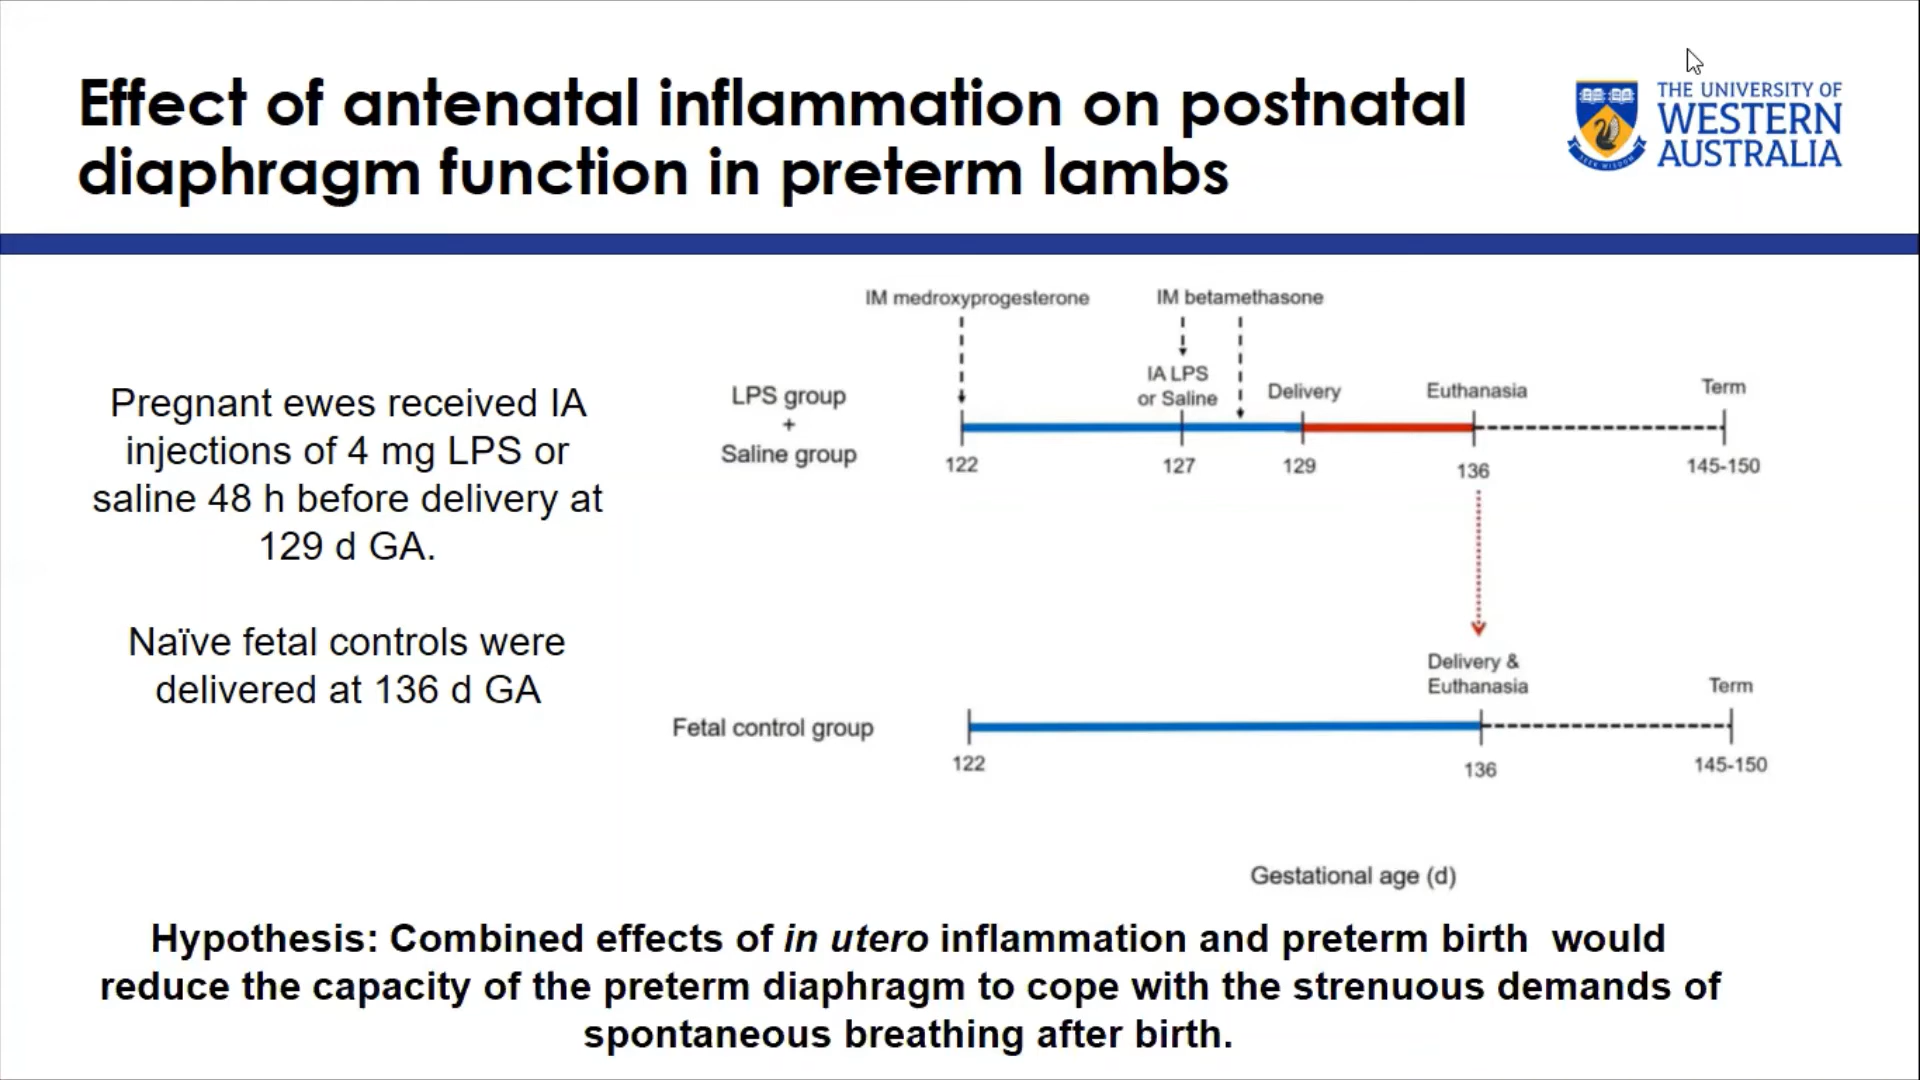 Effect of antenatal inflammation on postnatal
diaphragm function in preterm lambs
THE UNIVERSITY OF
WESTERN
AUSTRALIA
SEEK WISDOM
Pregnant ewes received IA
injections of 4 mg LPS or
saline 48 h before delivery at
129 d GA.
Naïve fetal controls were
delivered at 136 d GA
IM medroxyprogesterone
IM betamethasone
LPS group
+
Saline group
IA LPS
or Saline
Delivery
Euthanasia
Term
122
127
129
136
145-150
Delivery &
Euthanasia
Term
Fetal control group
122
136
145-150
Gestational age (d)
Hypothesis: Combined effects of in utero inflammation and preterm birth  would
reduce the capacity of the preterm diaphragm to cope with the strenuous demands of
spontaneous breathing after birth.